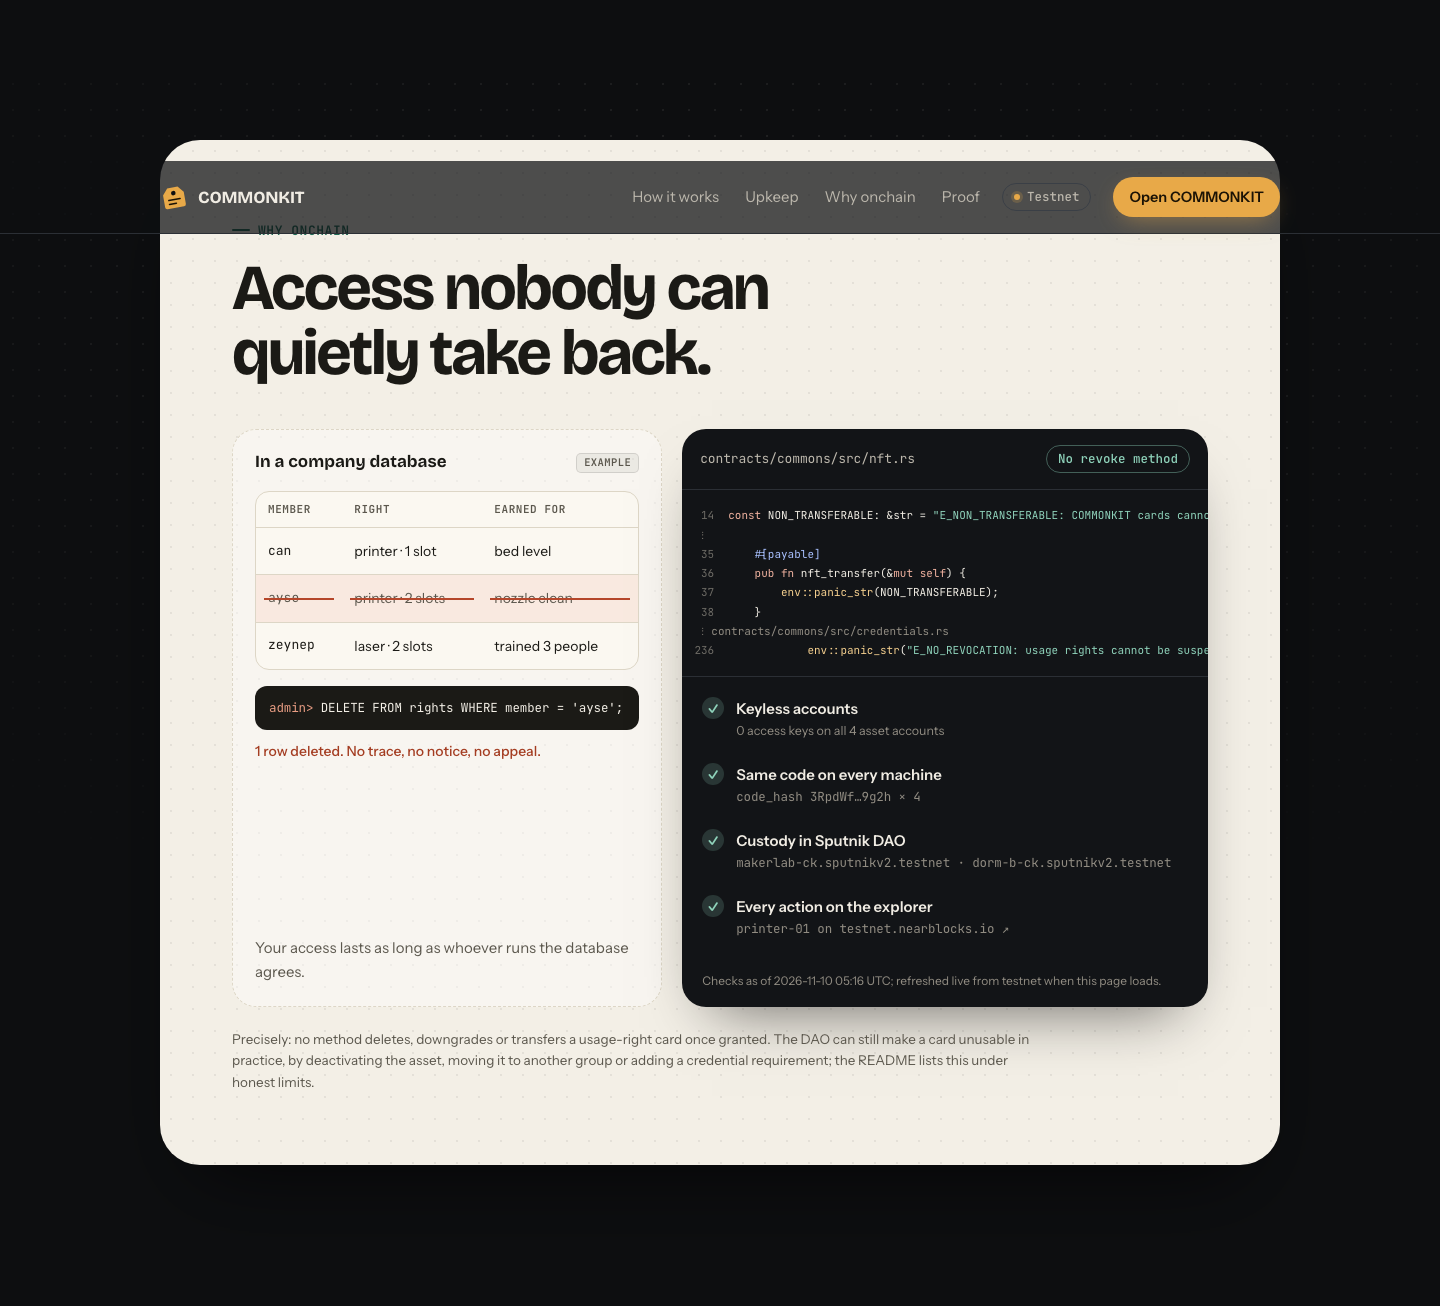 COMMONKIT
How it works
Upkeep
Why onchain
Proof
Testnet
Open COMMONKIT
WHY ONCHAIN
Access nobody can
quietly take back.
In a company database
EXAMPLE
MEMBER RIGHT EARNED FOR
can printer · 1 slot bed level
ayse printer · 2 slots nozzle clean
zeynep laser · 2 slots trained 3 people
admin> DELETE FROM rights WHERE member = 'ayse';
1 row deleted. No trace, no notice, no appeal.
Your access lasts as long as whoever runs the database
agrees.
contracts/commons/src/nft.rs
No revoke method
14 const NON_TRANSFERABLE: &str = "E_NON_TRANSFERABLE: COMMONKIT cards canno
⋮
35 #[payable]
36 pub fn nft_transfer(&mut self) {
37 env::panic_str(NON_TRANSFERABLE);
38 }
⋮ contracts/commons/src/credentials.rs
236 env::panic_str("E_NO_REVOCATION: usage rights cannot be suspe
Keyless accounts
0 access keys on all 4 asset accounts
Same code on every machine
code_hash 3RpdWf…9g2h × 4
Custody in Sputnik DAO
makerlab-ck.sputnikv2.testnet · dorm-b-ck.sputnikv2.testnet
Every action on the explorer
printer-01 on testnet.nearblocks.io ↗
Checks as of 2026-11-10 05:16 UTC; refreshed live from testnet when this page loads.
Precisely: no method deletes, downgrades or transfers a usage-right card once granted. The DAO can still make a card unusable in
practice, by deactivating the asset, moving it to another group or adding a credential requirement; the README lists this under
honest limits.